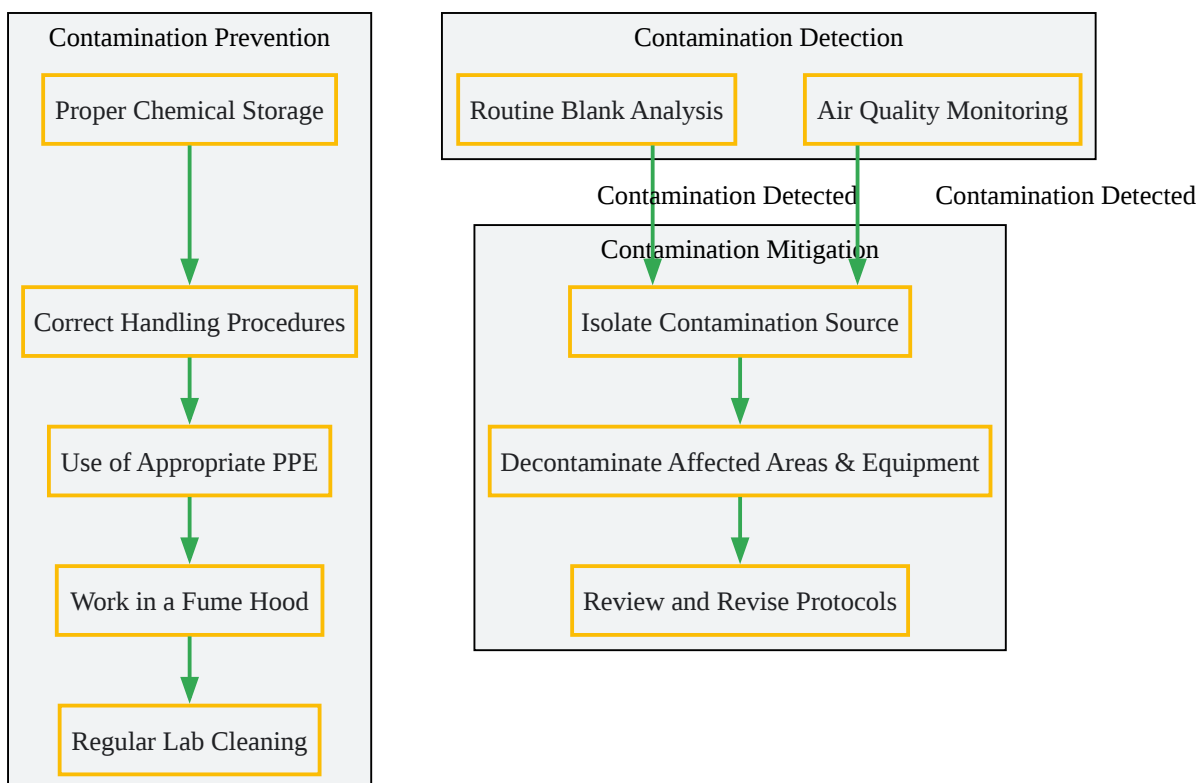 Contamination Prevention
Proper Chemical Storage
Correct Handling Procedures
Use of Appropriate PPE
Work in a Fume Hood
Regular Lab Cleaning
Contamination Detection
Routine Blank Analysis
Air Quality Monitoring
Contamination Detected
Contamination Detected
Contamination Mitigation
Isolate Contamination Source
Decontaminate Affected Areas & Equipment
Review and Revise Protocols